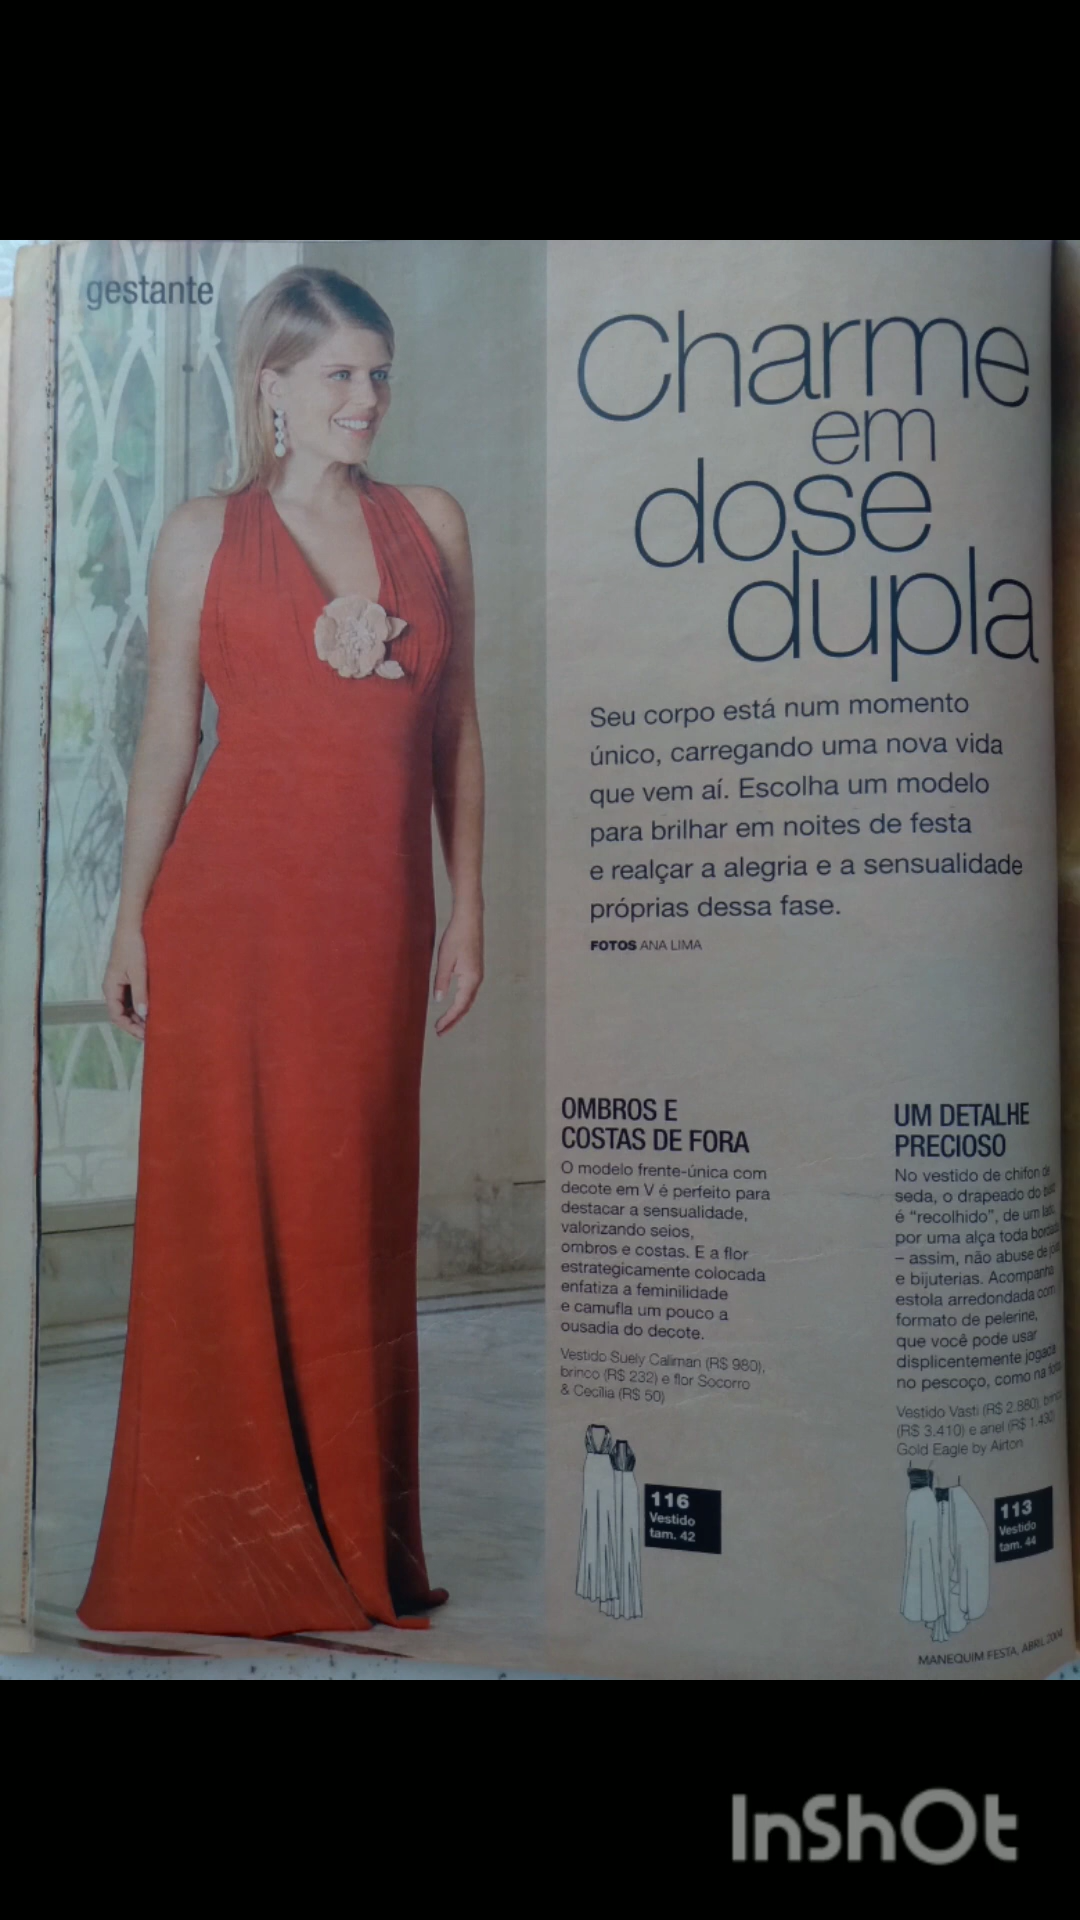 gestante
Charme
em
dose
dupla
Seu corpo está num momento
único, carregando uma nova vida
que vem aí. Escolha um modelo
para brilhar em noites de festa
e realçar a alegria e a sensualidade
próprias dessa fase.
FOTOS ANA LIMA
OMBROS E
COSTAS DE FORA
O modelo frente-única com
decote em V é perfeito para
destacar a sensualidade,
valorizando seios,
ombros e costas. E a flor
estrategicamente colocada
enfatiza a feminilidade
e camufla um pouco a
ousadia do decote.
Vestido Suely Caliman (R$ 980),
brinco (R$ 232) e flor Socorro
& Cecília (R$ 50)
116
Vestido
tam. 42
UM DETALHE
PRECIOSO
No vestido de chifon de
seda, o drapeado do
é “recolhido”, de um
por uma alça toda
– assim, não abuse de
e bijuterias. Acompanha
estola arredondada com
formato de pelerine,
que você pode usar
displicentemente jogada
no pescoço, como na
Vestido Vasti (R$ 2.880),
(R$ 3.410) e anel (R$ 1.430)
Gold Eagle by Airton
113
Vestido
tam. 44
MANEQUIM FESTA, ABRIL 2004
InShOt